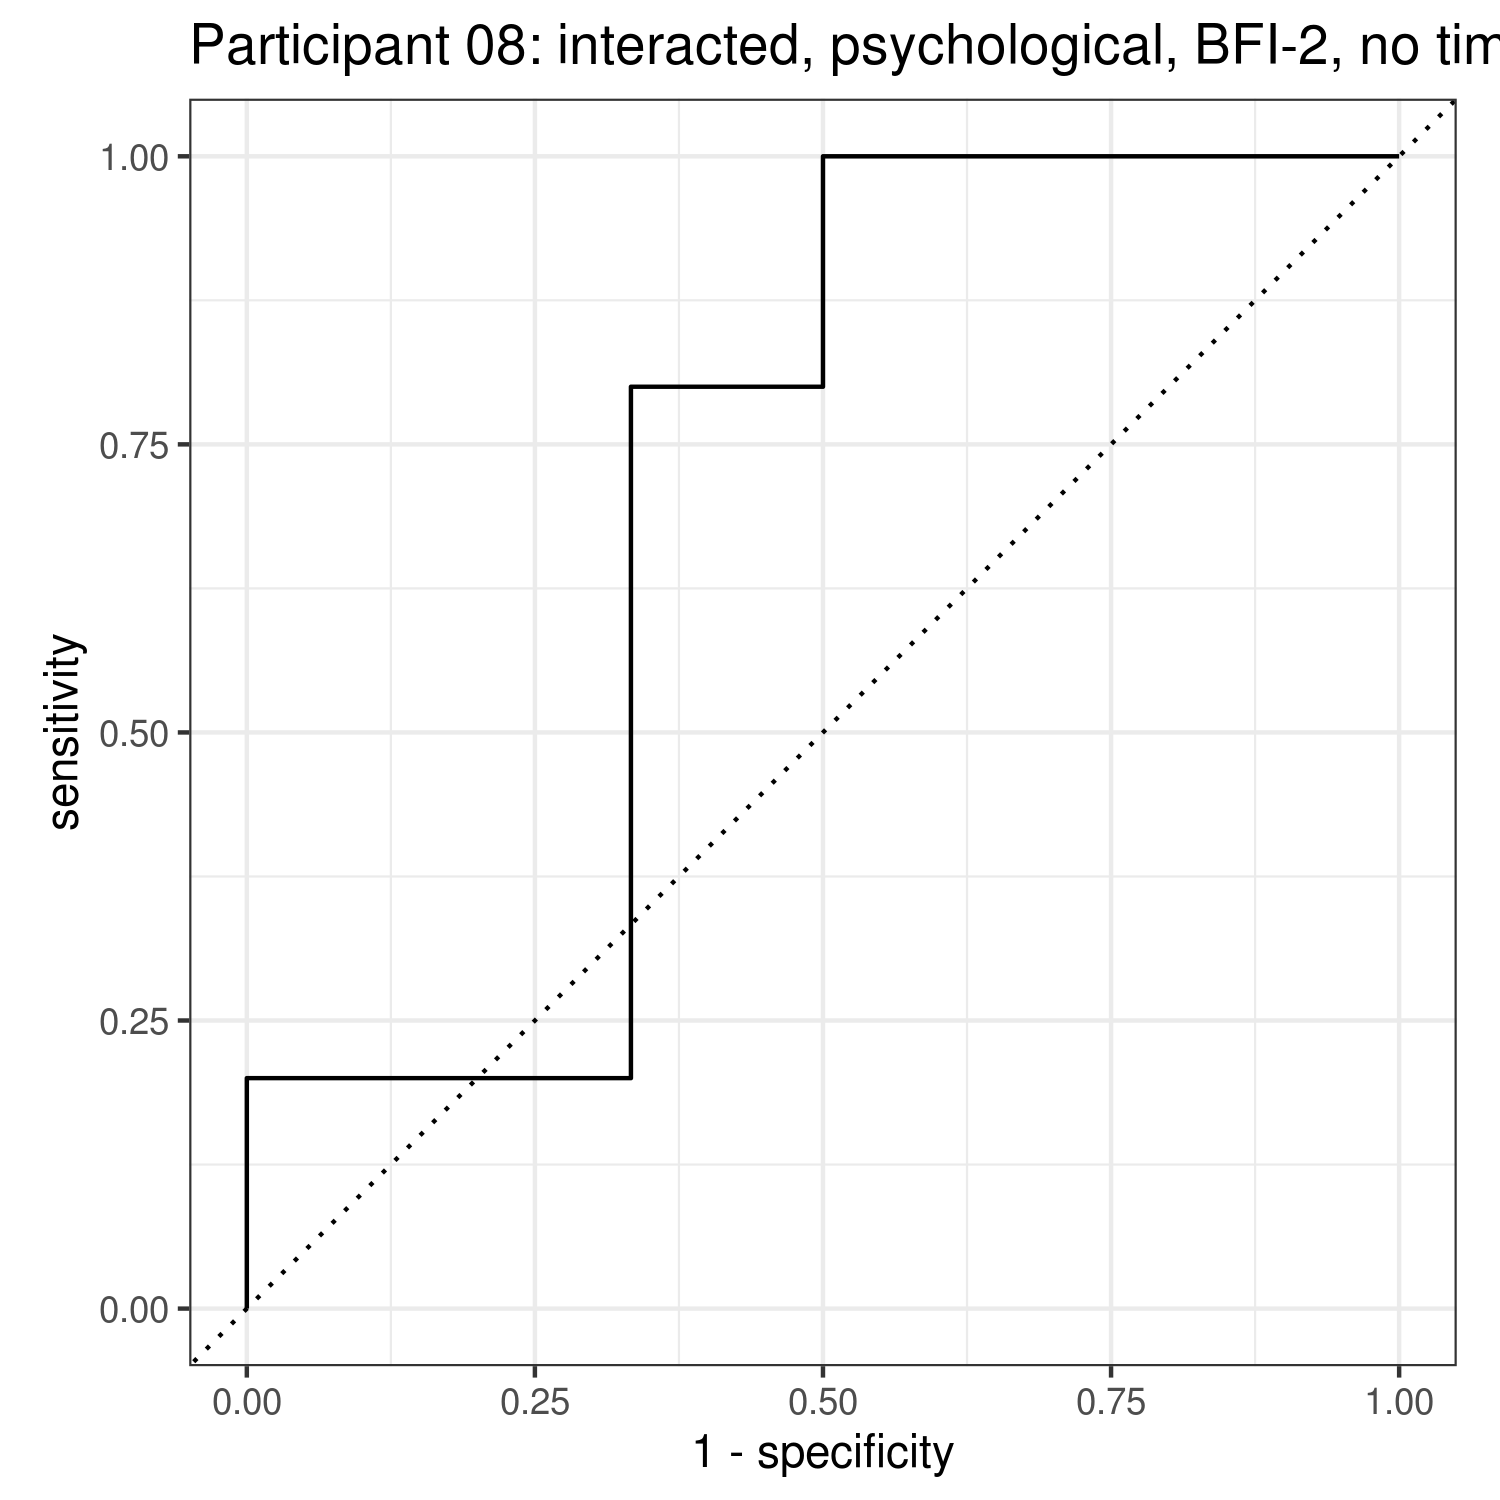 Participant 08: interacted, psychological, BFI-2, no tim
1.00
0.75
0.50
0.25
0.00
sensitivity
0.00 0.25 0.50 0.75 1.00
1 - specificity